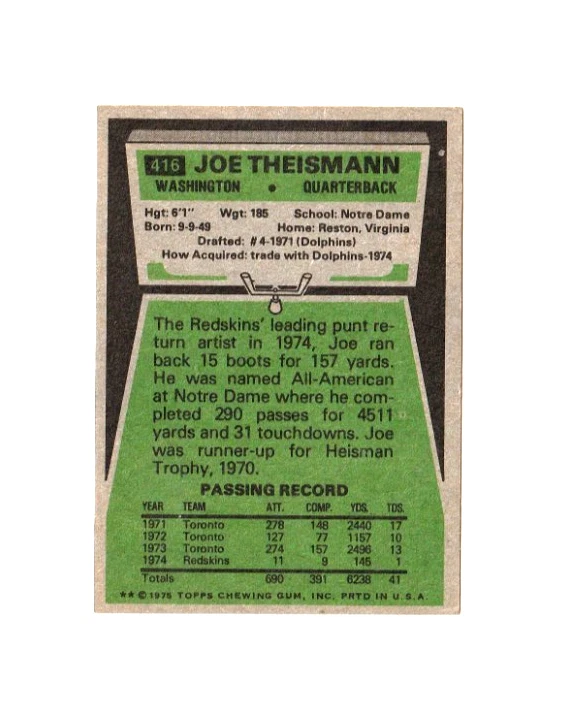 416 JOE THEISMANN
WASHINGTON • QUARTERBACK
Hgt: 6'1" Wgt: 185 School: Notre Dame
Born: 9-9-49 Home: Reston, Virginia
Drafted: #4-1971 (Dolphins)
How Acquired: trade with Dolphins-1974
The Redskins' leading punt re-
turn artist in 1974, Joe ran
back 15 boots for 157 yards.
He was named All-American
at Notre Dame where he com-
pleted 290 passes for 4511
yards and 31 touchdowns. Joe
was runner-up for Heisman
Trophy, 1970.
PASSING RECORD
YEAR TEAM ATT. COMP. YDS. TDS.
1971 Toronto 278 148 2440 17
1972 Toronto 127 77 1157 10
1973 Toronto 274 157 2496 13
1974 Redskins 11 9 145 1
Totals 690 391 6238 41
** © 1975 TOPPS CHEWING GUM, INC. PRTD IN U.S.A.